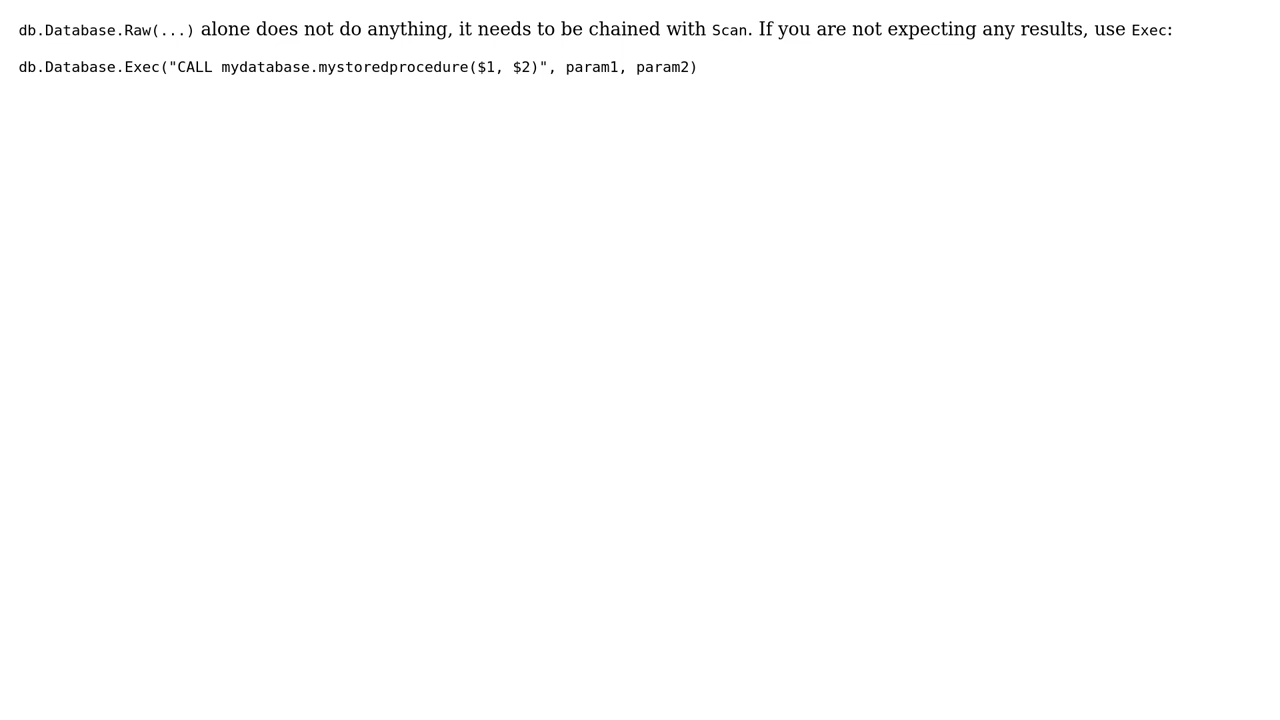 db.Database.Raw(...) alone does not do anything, it needs to be chained with Scan. If you are not expecting any results, use Exec:
db.Database.Exec("CALL mydatabase.mystoredprocedure($1, $2)", param1, param2)